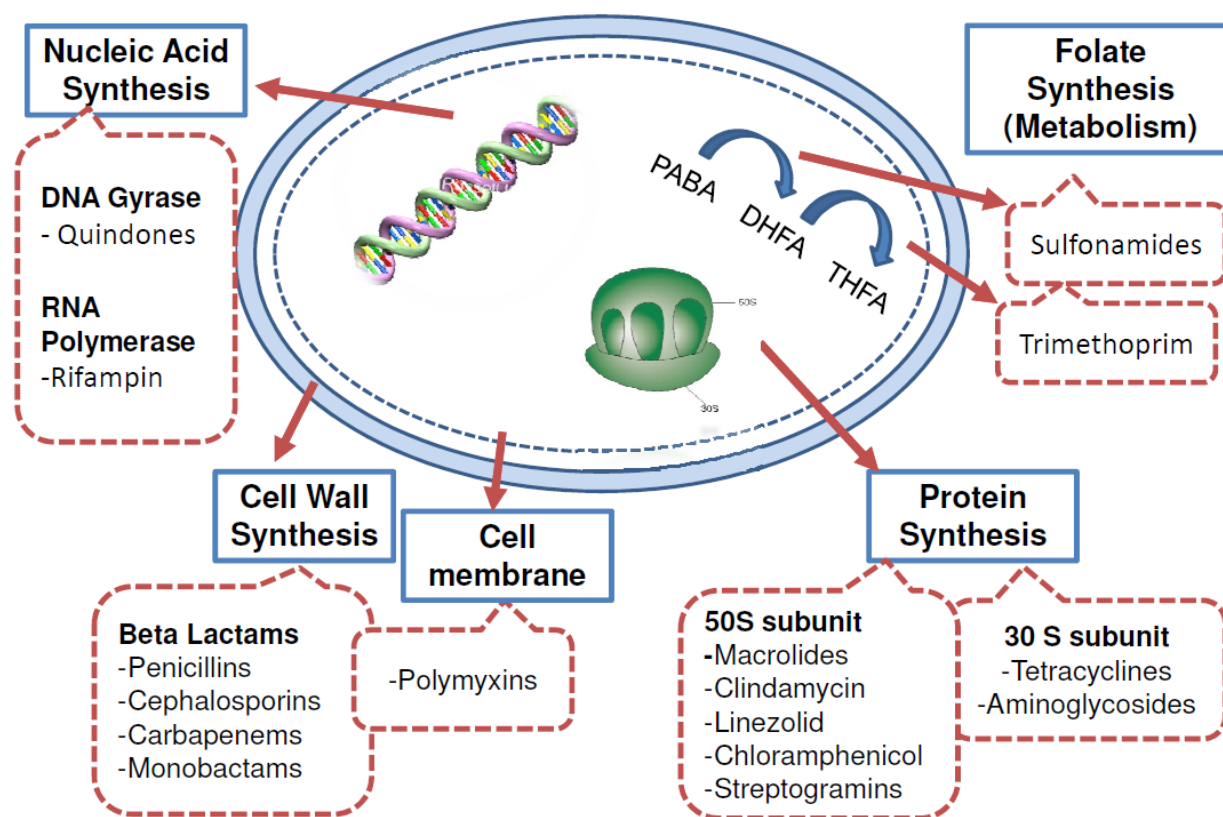 Nucleic Acid
Synthesis
DNA Gyrase
- Quindones
RNA
Polymerase
-Rifampin
Folate
Synthesis
(Metabolism)
PABA
DHFA
THFA
Sulfonamides
Trimethoprim
50S
30S
Cell Wall
Synthesis
Beta Lactams
-Penicillins
-Cephalosporins
-Carbapenems
-Monobactams
Cell
membrane
-Polymyxins
Protein
Synthesis
50S subunit
-Macrolides
-Clindamycin
-Linezolid
-Chloramphenicol
-Streptogramins
30 S subunit
-Tetracyclines
-Aminoglycosides